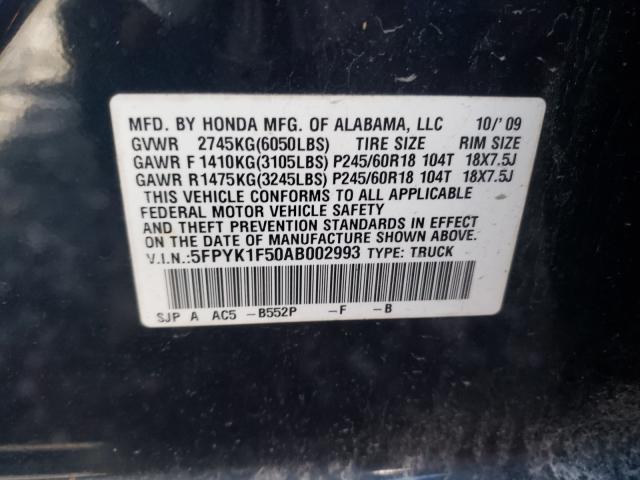 MFD. BY HONDA MFG. OF ALABAMA, LLC 10/'09
GVWR 2745KG(6050LBS) TIRE SIZE RIM SIZE
GAWR F 1410KG(3105LBS) P245/60R18 104T 18X7.5J
GAWR R 1475KG(3245LBS) P245/60R18 104T 18X7.5J
THIS VEHICLE CONFORMS TO ALL APPLICABLE
FEDERAL MOTOR VEHICLE SAFETY
AND THEFT PREVENTION STANDARDS IN EFFECT
ON THE DATE OF MANUFACTURE SHOWN ABOVE.
V.I.N.:5FPYK1F50AB002993 TYPE: TRUCK
SJP A AC5 -B552P -F -B